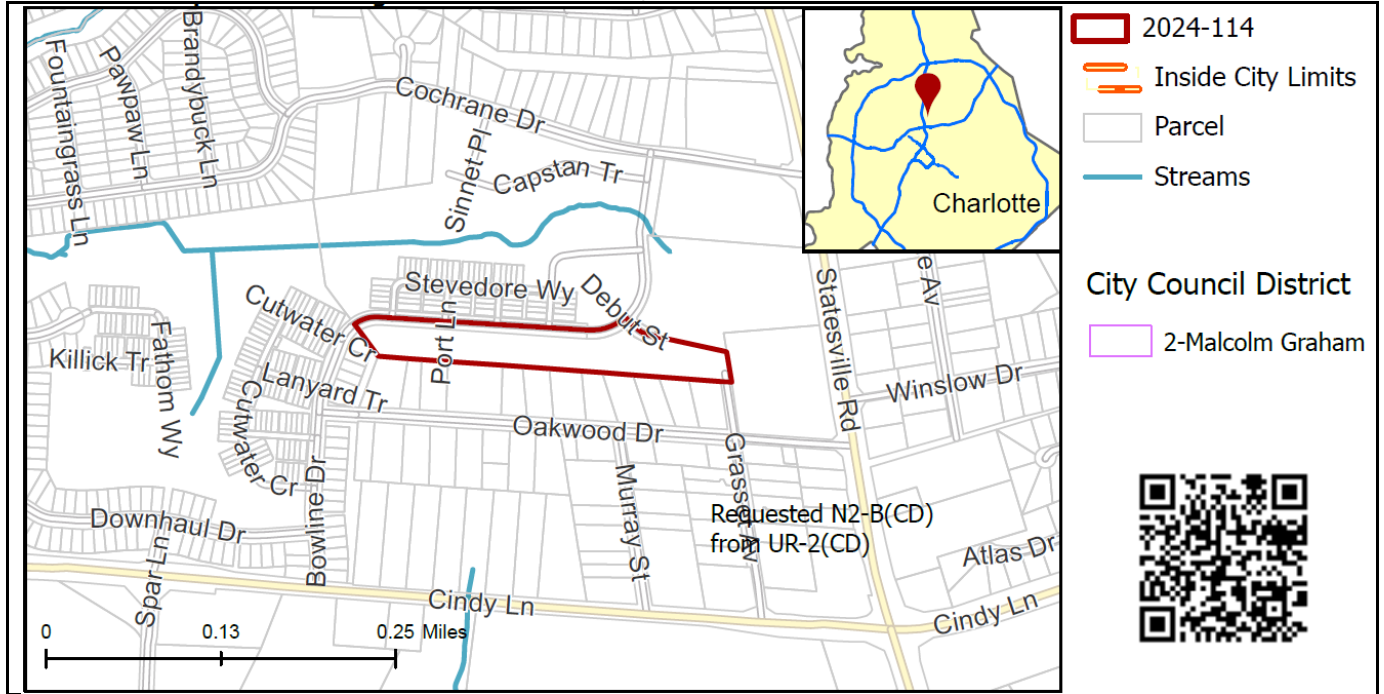 Fountaingrass Ln
Pawpaw Ln
Brandybuck Ln
Cochrane Dr
Sinnet Pl
Capstan Tr
Charlotte
Stevedore Wy
Debut St
Cutwater Cr
Port Ln
Statesville Rd
e Av
Killick Tr
Fathom Wy
Lanyard Tr
Cutwater Cr
Winslow Dr
Oakwood Dr
Murray St
Bowline Dr
Requested N2-B(CD)
from UR-2(CD)
Downhaul Dr
Spar Ln
Atlas Dr
Cindy Ln
Cindy Ln
0 0.13 0.25 Miles
2024-114
Inside City Limits
Parcel
Streams
City Council District
2-Malcolm Graham